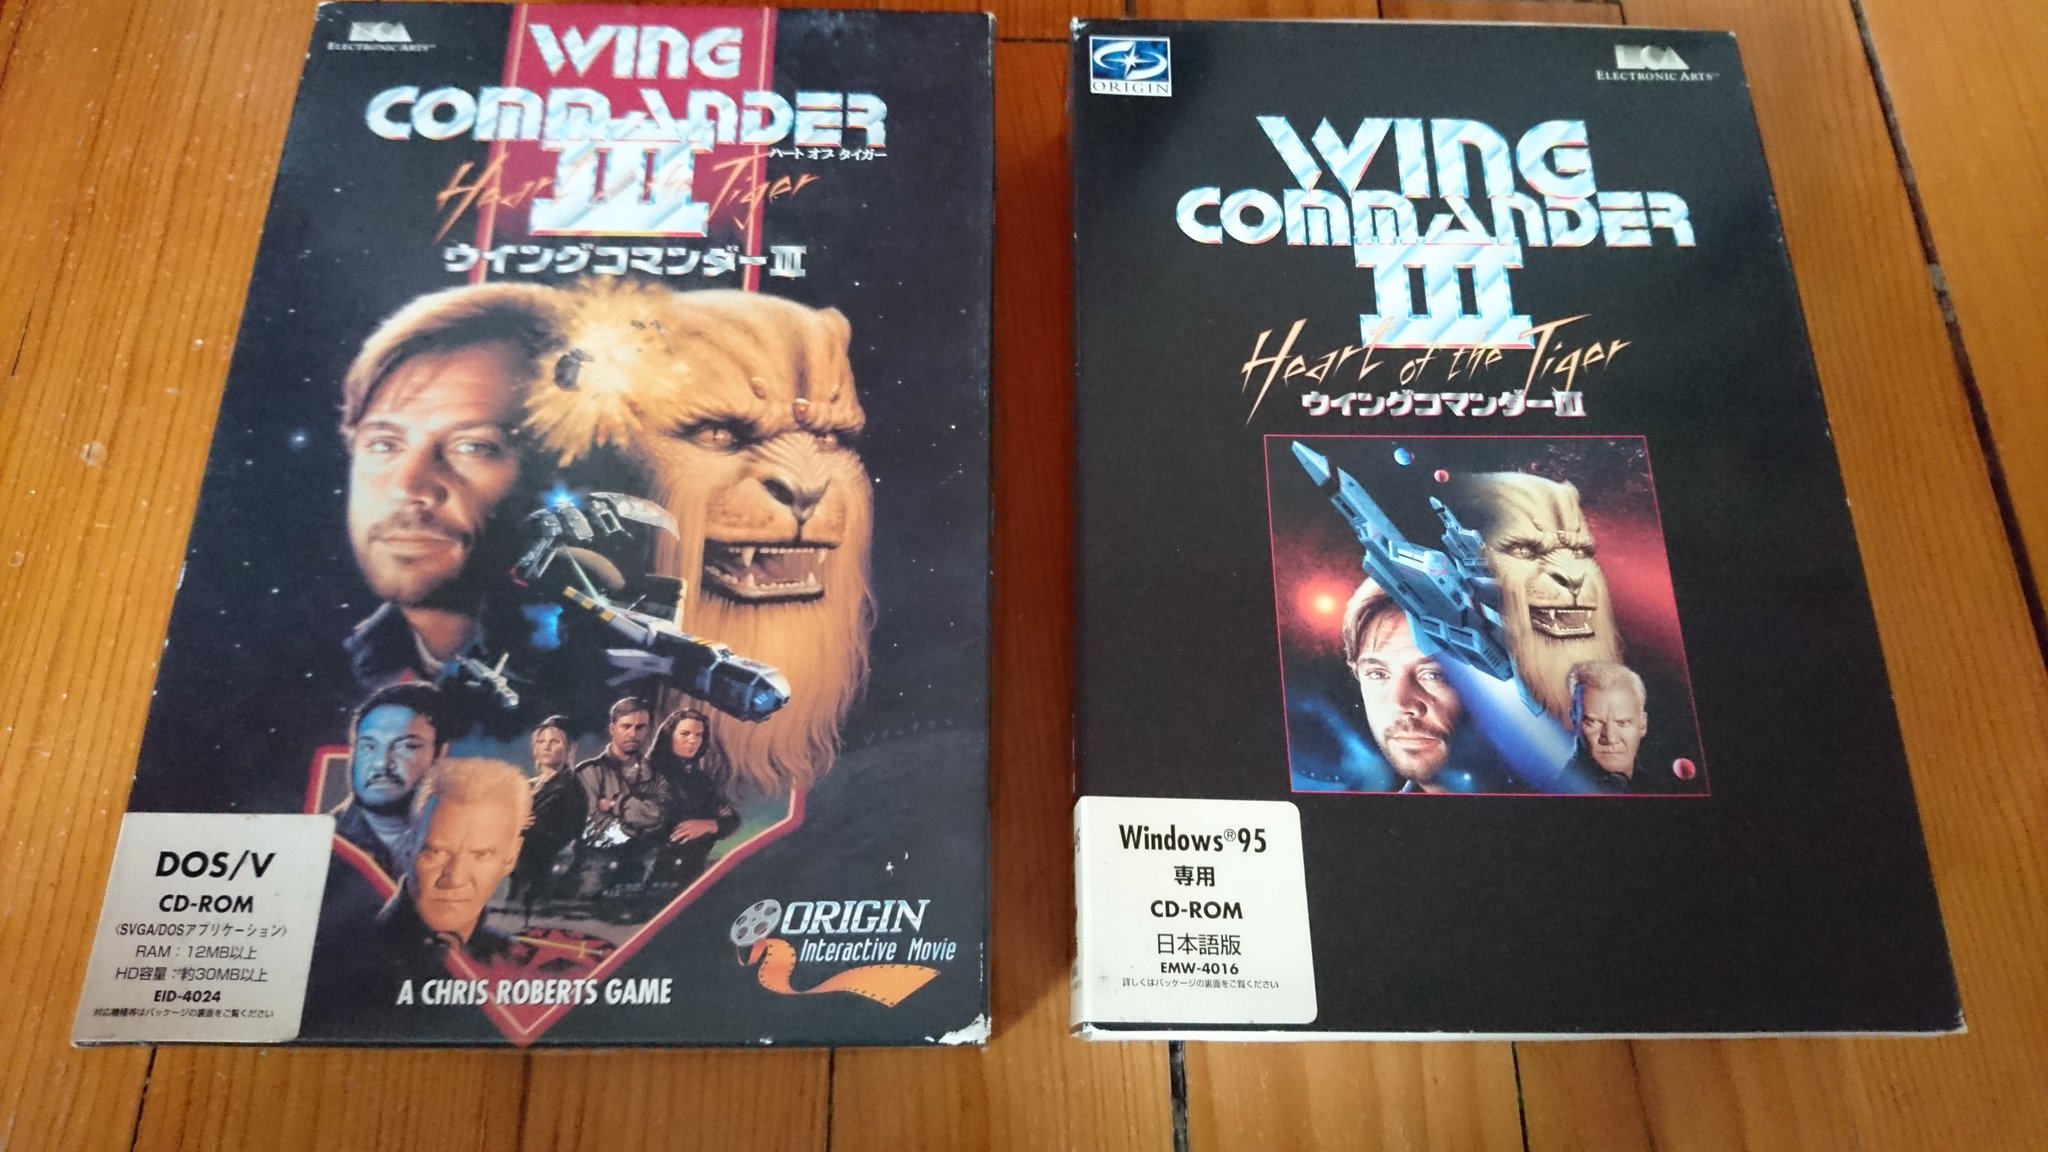 ECA
ELECTRONIC ARTS™
WING
COMMANDER
III
ハート オブ タイガー
Heart of the Tiger
ウイングコマンダーIII
DOS/V
CD-ROM
〈SVGA/DOSアプリケーション〉
RAM：12MB以上
HD容量：約30MB以上
EID-4024
対応機種等はパッケージの裏面をご覧ください
A CHRIS ROBERTS GAME
ORIGIN
Interactive Movie
ORIGIN
ECA
ELECTRONIC ARTS™
WING
COMMANDER
III
Heart of the Tiger
ウイングコマンダーIII
Windows®95
専用
CD-ROM
日本語版
EMW-4016
詳しくはパッケージの裏面をご覧ください